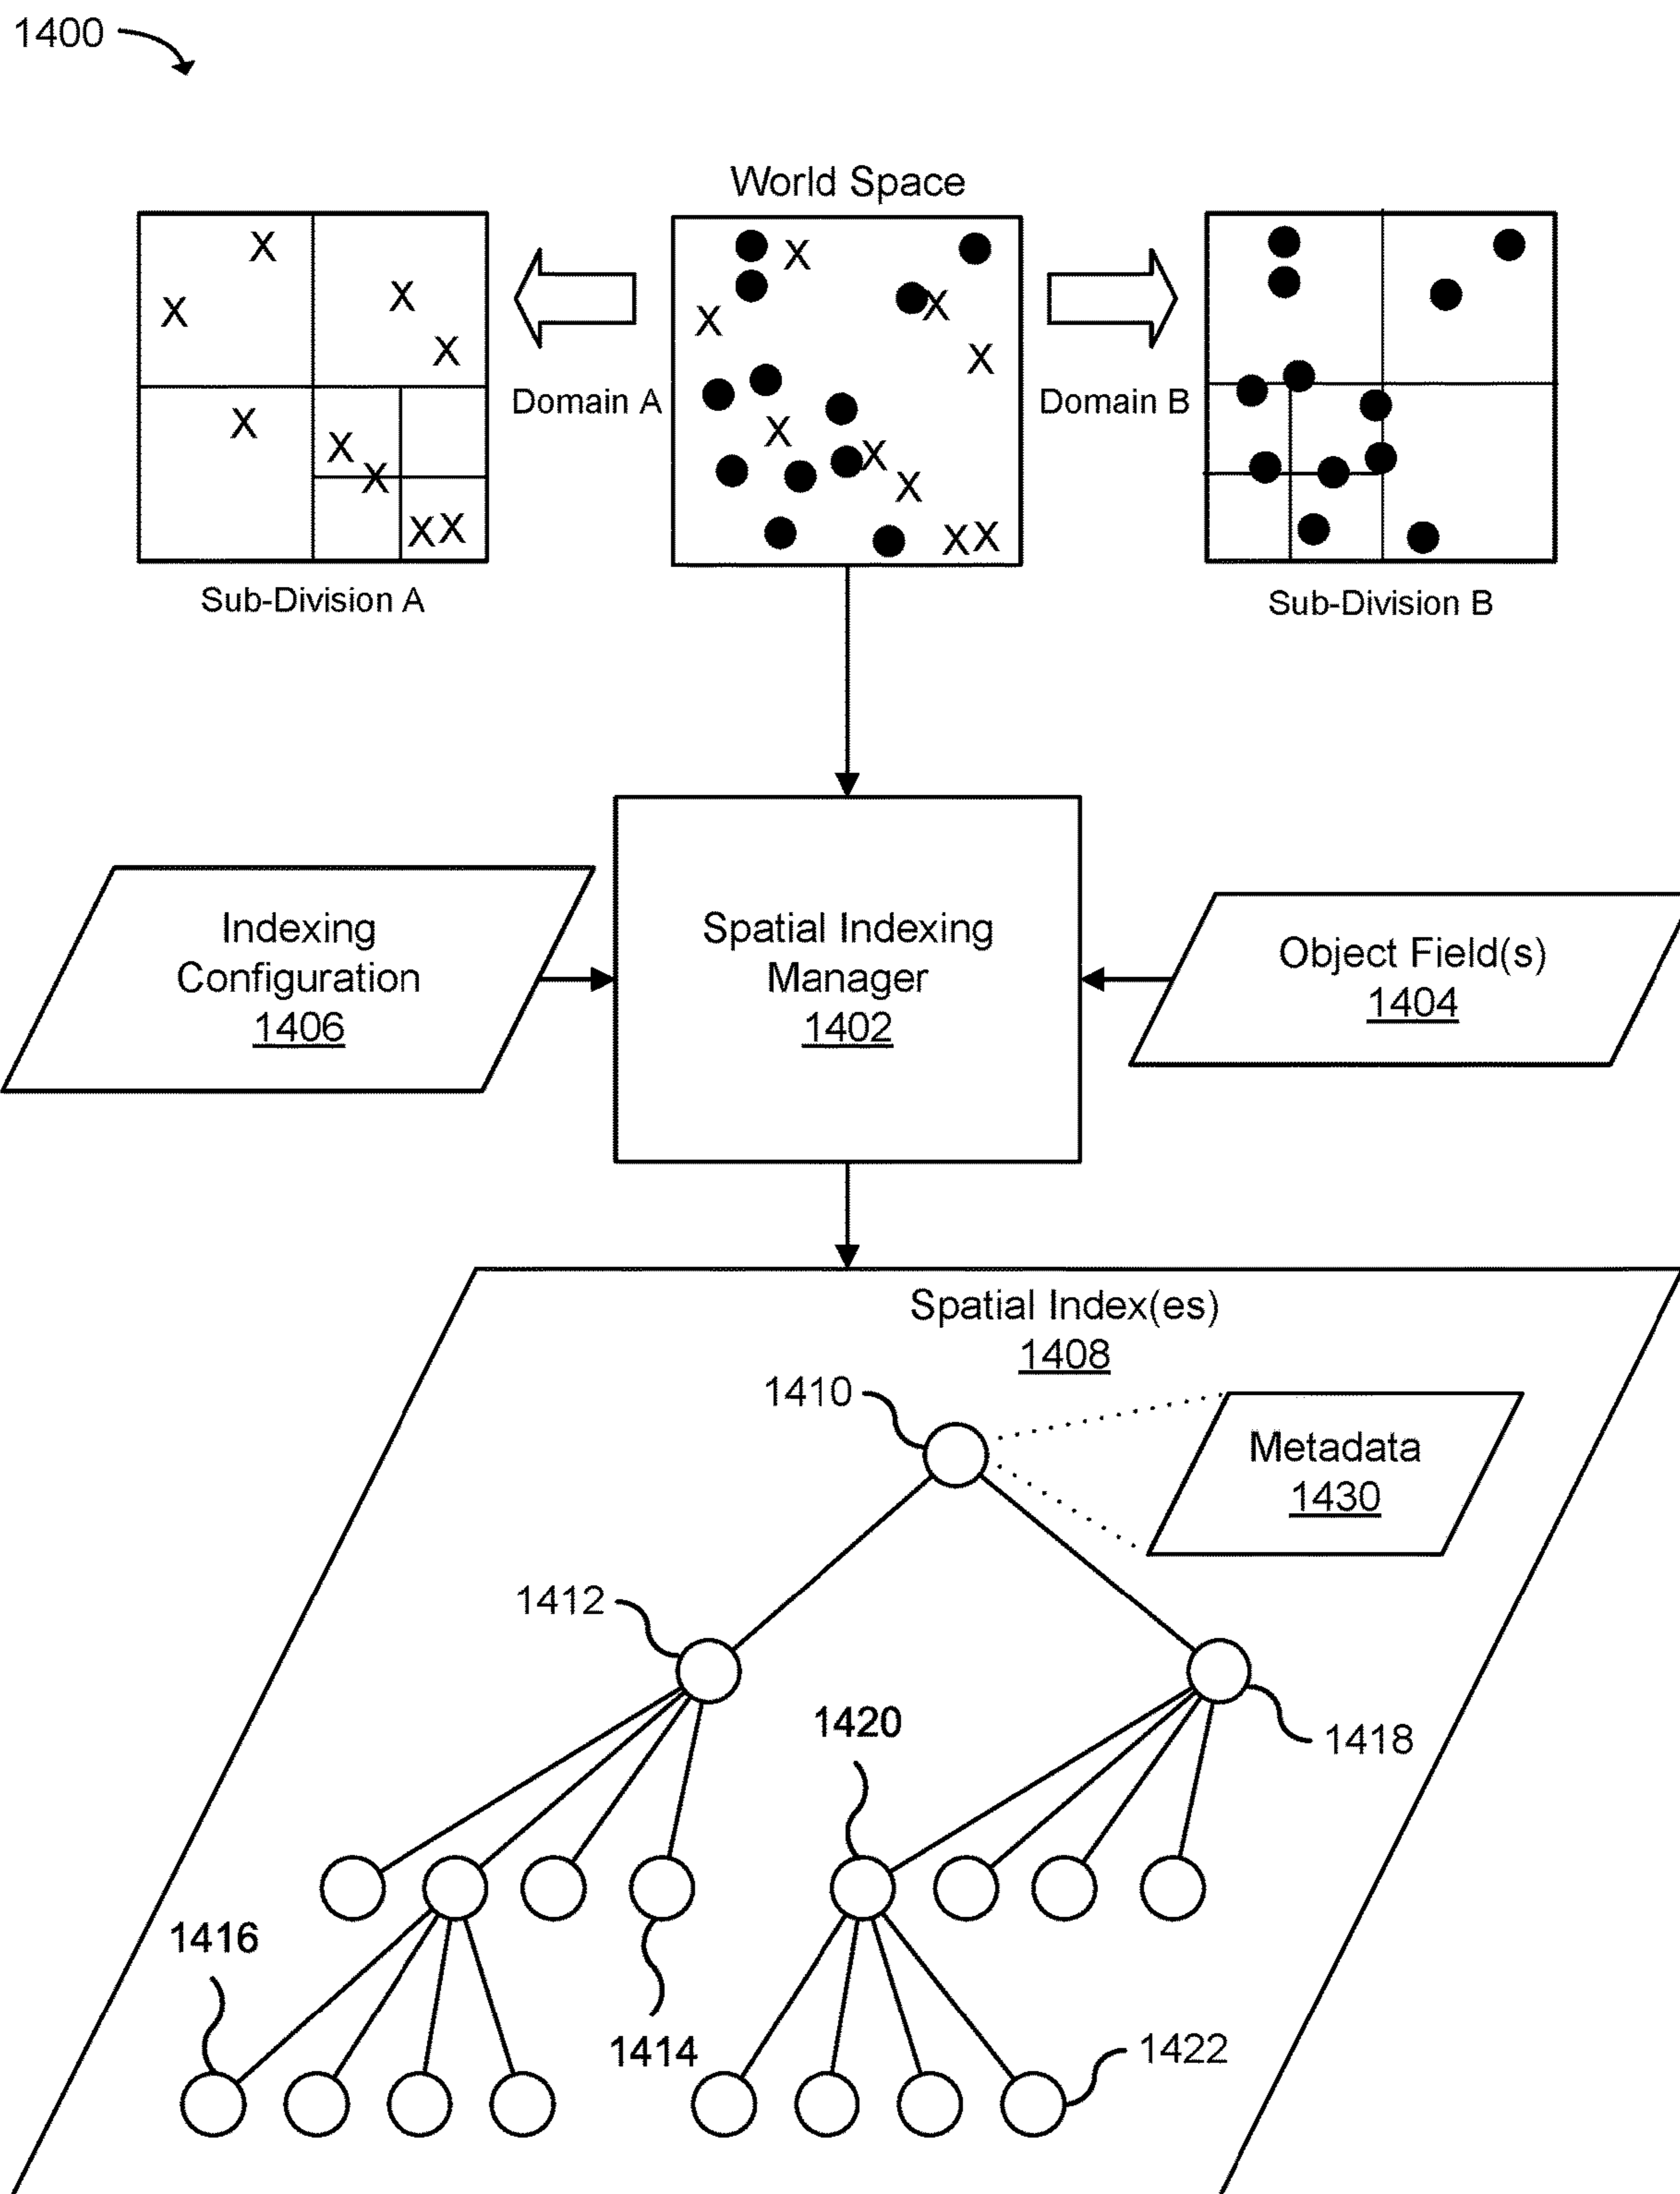 1400
World Space
Domain A
Domain B
Sub-Division A
Sub-Division B
Indexing
Configuration
1406
Spatial Indexing
Manager
1402
Object Field(s)
1404
Spatial Index(es)
1408
1410
Metadata
1430
1412
1420
1418
1416
1414
1422